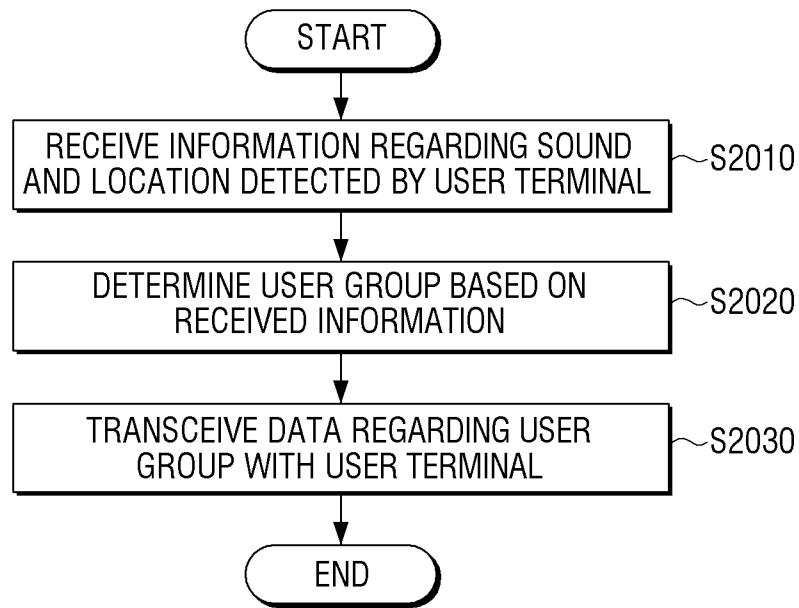 START
RECEIVE INFORMATION REGARDING SOUND
AND LOCATION DETECTED BY USER TERMINAL
S2010
DETERMINE USER GROUP BASED ON
RECEIVED INFORMATION
S2020
TRANSCEIVE DATA REGARDING USER
GROUP WITH USER TERMINAL
S2030
END